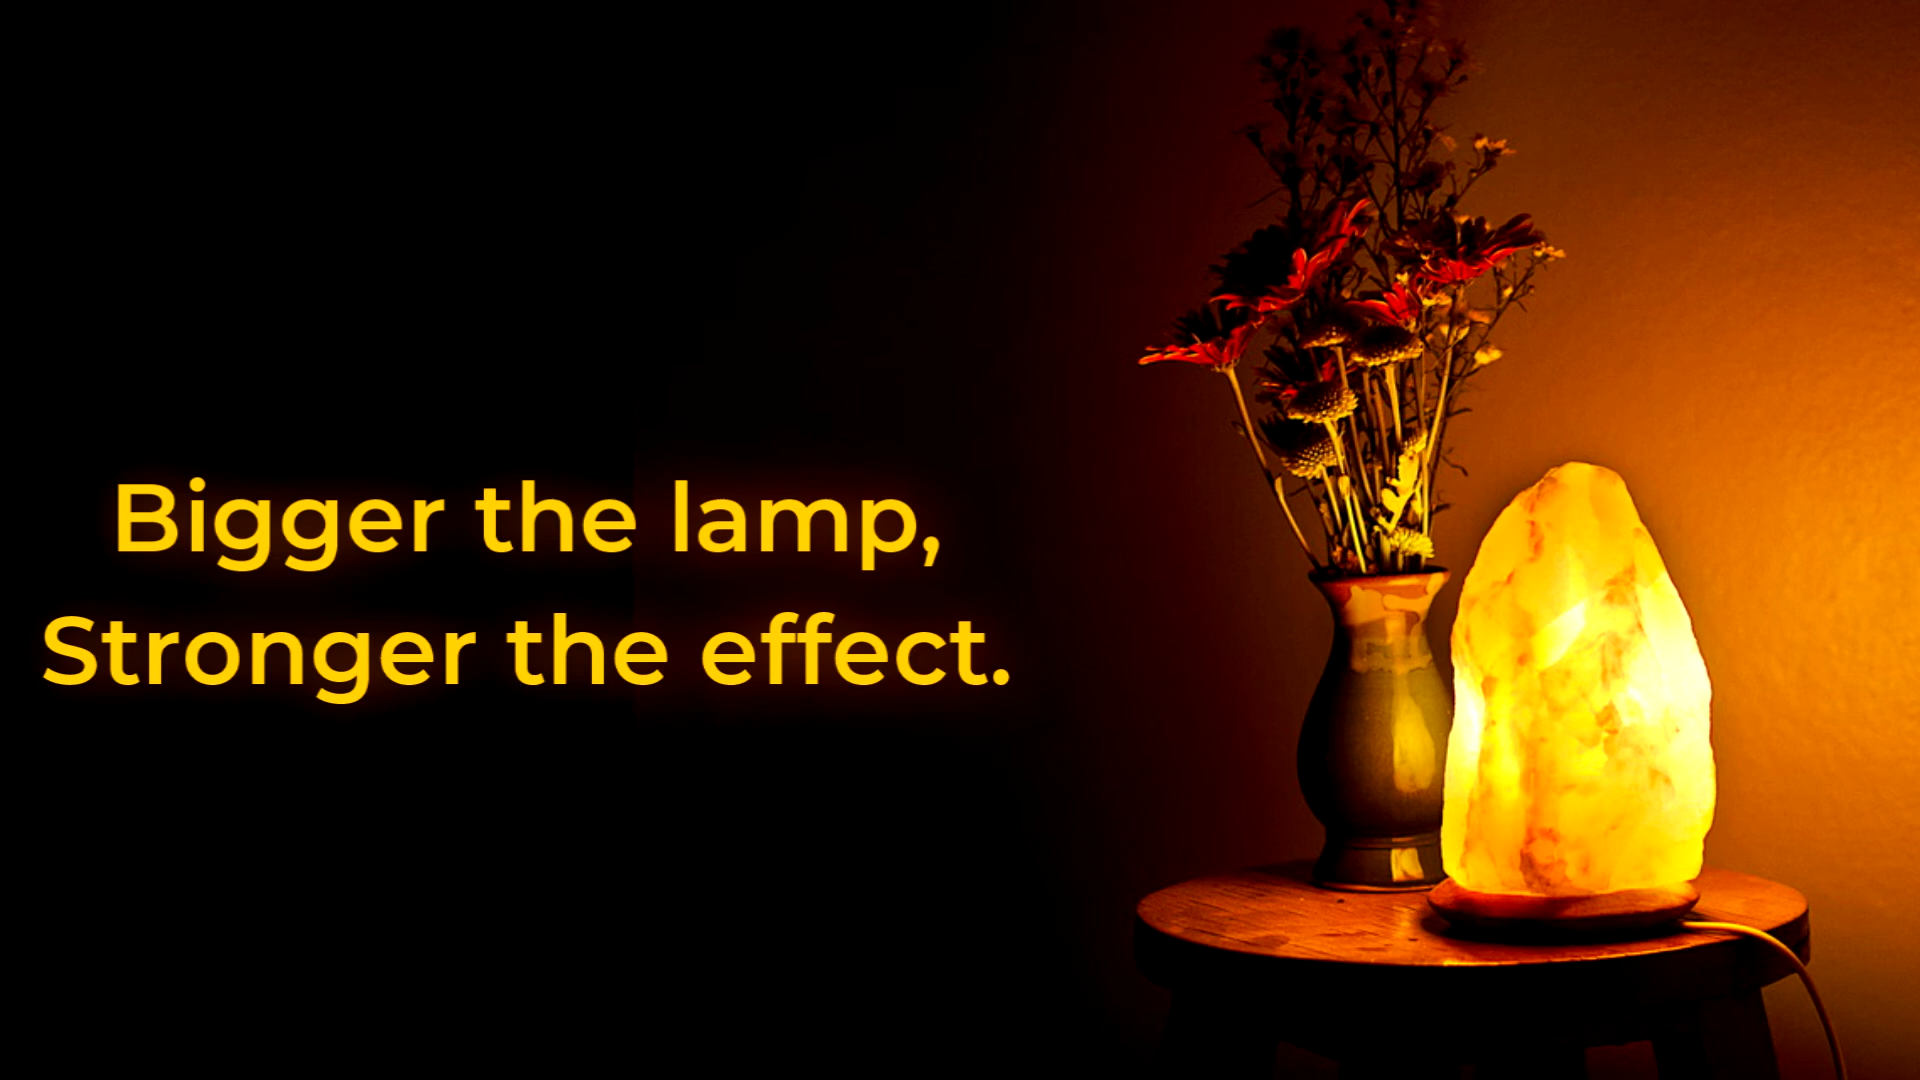 Bigger the lamp,
Stronger the effect.